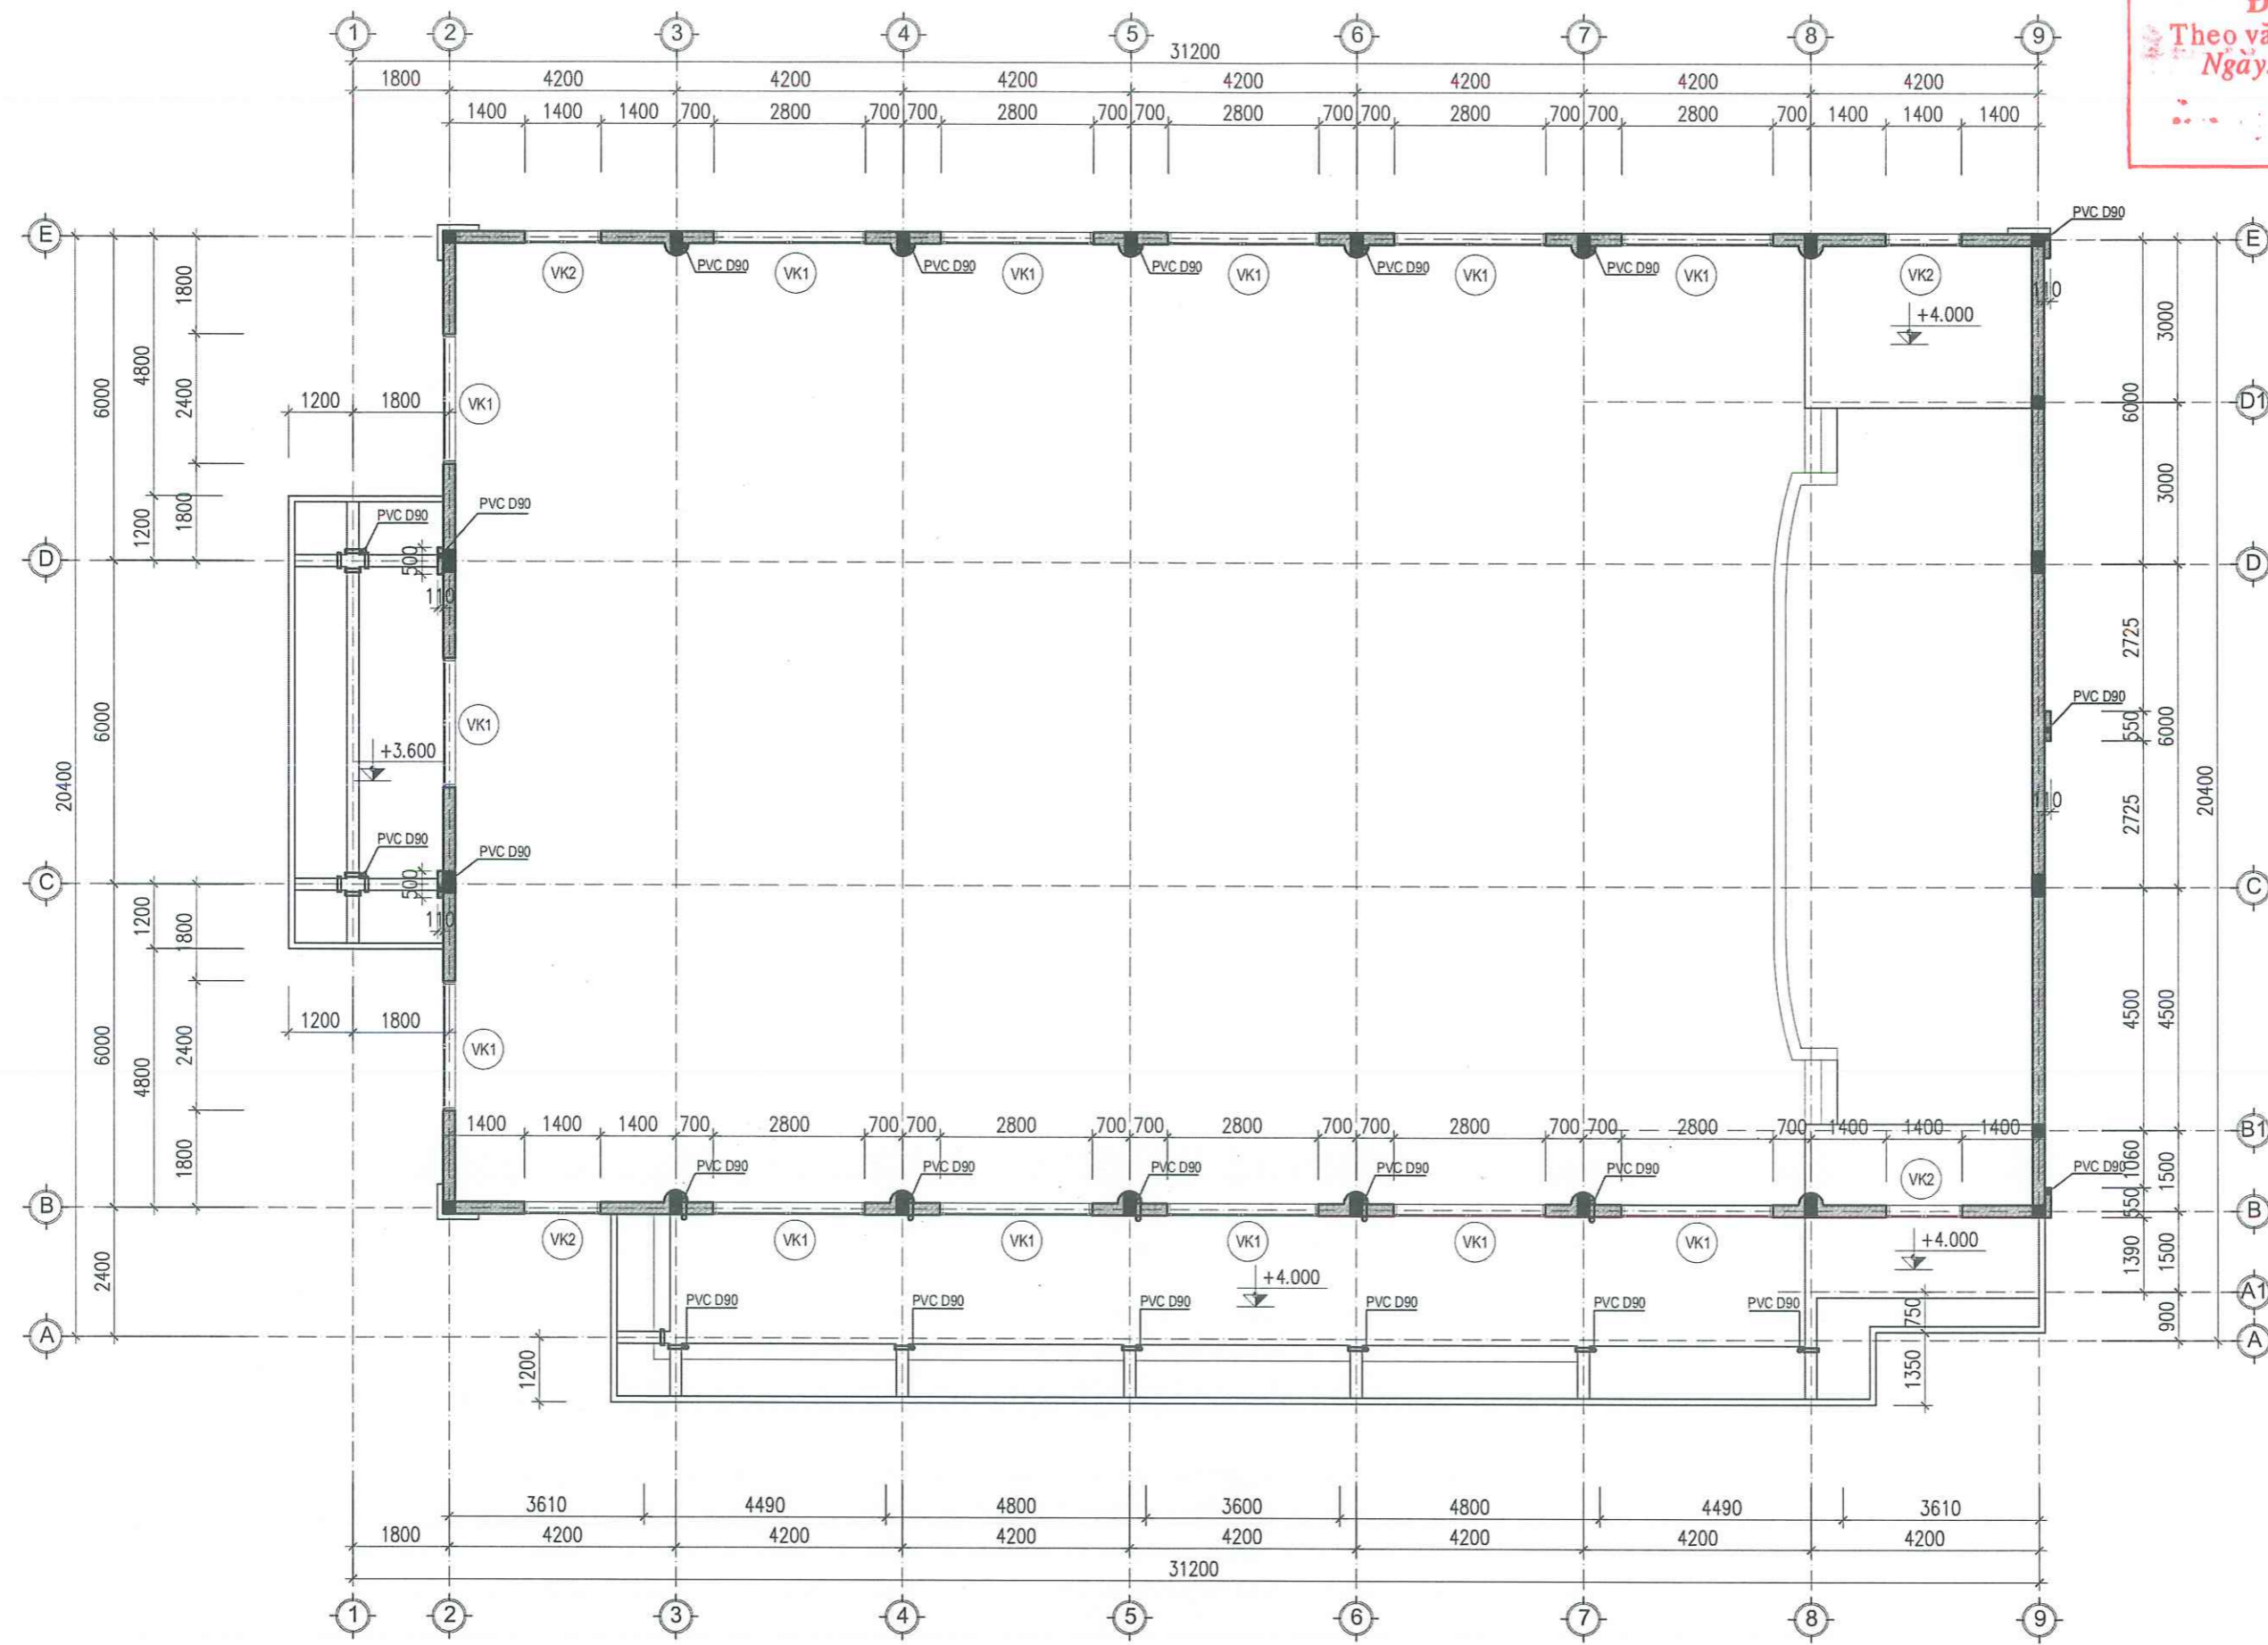 1 2 3 4 5 6 7 8 9
Theo
Ngày
31200
1800 4200 4200 4200 4200 4200 4200 4200
1400 1400 1400 700 2800 700 700 2800 700 700 2800 700 700 2800 700 700 2800 700 1400 1400 1400
PVC D90
E E
VK2 PVC D90 VK1 PVC D90 VK1 PVC D90 VK1 PVC D90 VK1 PVC D90 VK1 VK2
1800 110
+4.000 3000
4800
6000 2400 1200 1800 VK1 6000 D1
1200 1800 PVC D90 PVC D90 3000
D 500 D
110
2725
PVC D90
6000 VK1 550 6000
+3.600
20400 110 20400
2725
PVC D90 PVC D90
C 500 C
1200 1800 110
1200 1800 4500 4500
6000 4800 2400 VK1
1400 1400 1400 700 2800 700 700 2800 700 700 2800 700 700 2800 700 700 2800 700 1400 1400 1400 B1
1800 PVC D90 PVC D90 PVC D90 PVC D90 PVC D90 VK2 PVC D90 1060 1500
B 550 B
VK2 VK1 VK1 VK1 VK1 VK1 +4.000 1390 1500
2400 +4.000
PVC D90 PVC D90 PVC D90 PVC D90 PVC D90 PVC D90 750 900 A1
A A
1200 1350
3610 4490 4800 3600 4800 4490 3610
1800 4200 4200 4200 4200 4200 4200 4200
31200
1 2 3 4 5 6 7 8 9